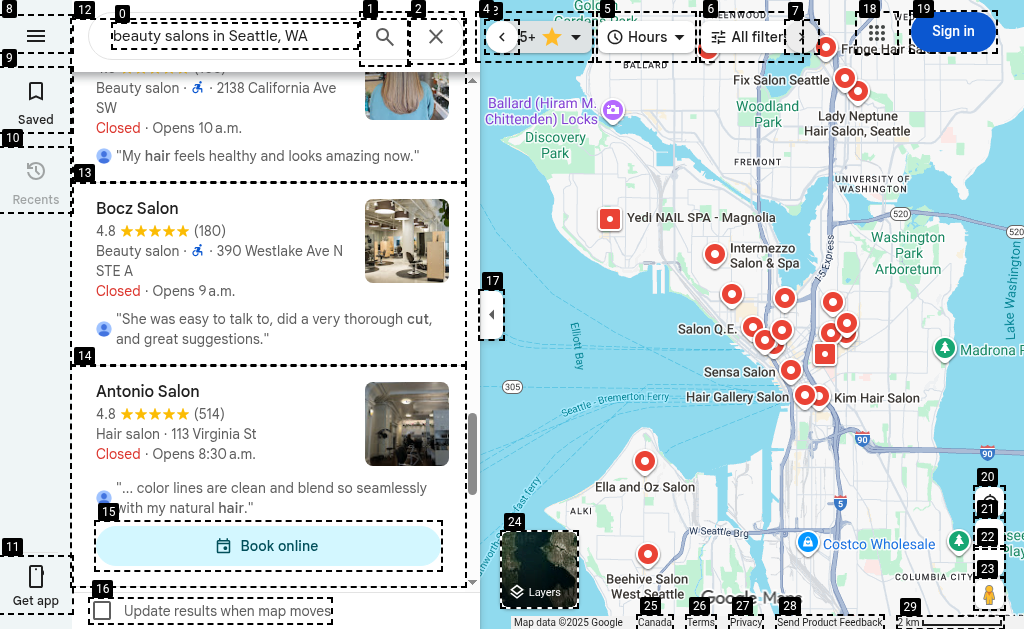 beauty salons in Seattle, WA
Saved
Recents
Get app
Beauty salon · 2138 California Ave
SW
Closed · Opens 10 a.m.
"My hair feels healthy and looks amazing now."
Bocz Salon
4.8 (180)
Beauty salon · 390 Westlake Ave N
STE A
Closed · Opens 9 a.m.
"She was easy to talk to, did a very thorough cut,
and great suggestions."
Antonio Salon
4.8 (514)
Hair salon · 113 Virginia St
Closed · Opens 8:30 a.m.
"... color lines are clean and blend so seamlessly
with my natural hair."
Book online
Update results when map moves
5+
Hours
All filter
Sign in
BALLARD
Ballard (Hiram M.
Chittenden) Locks
Discovery
Park
Fix Salon Seattle
Woodland
Park
Lady Neptune
Hair Salon, Seattle
FREMONT
UNIVERSITY OF
WASHINGTON
520
520
Yedi NAIL SPA - Magnolia
Washington
Park
Arboretum
Intermezzo
Salon & Spa
I-5 Express
Lake Washington
Elliott Bay
Salon Q.E.
Madrona
Sensa Salon
305
Seattle - Bremerton Ferry
Hair Gallery Salon
Kim Hair Salon
90
90
5
Ella and Oz Salon
ALKI
W Seattle Brg
Costco Wholesale
Beehive Salon
West Seattle
COLUMBIA CITY
Layers
Google Maps
Map data ©2025 Google
Canada
Terms
Privacy
Send Product Feedback
2 km
0
1
2
5
6
7
8
9
10
11
12
13
14
15
16
17
18
19
20
21
22
23
24
25
26
27
28
29